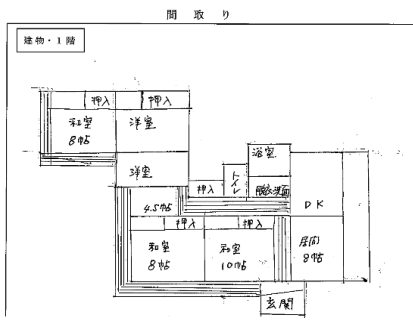 間取り
建物・1階
押入
押入
和室
8帖
洋室
洋室
浴室
トイレ
押入
脱衣洗面
4.5帖
DK
押入
押入
和室
8帖
和室
10帖
居間
8帖
玄関